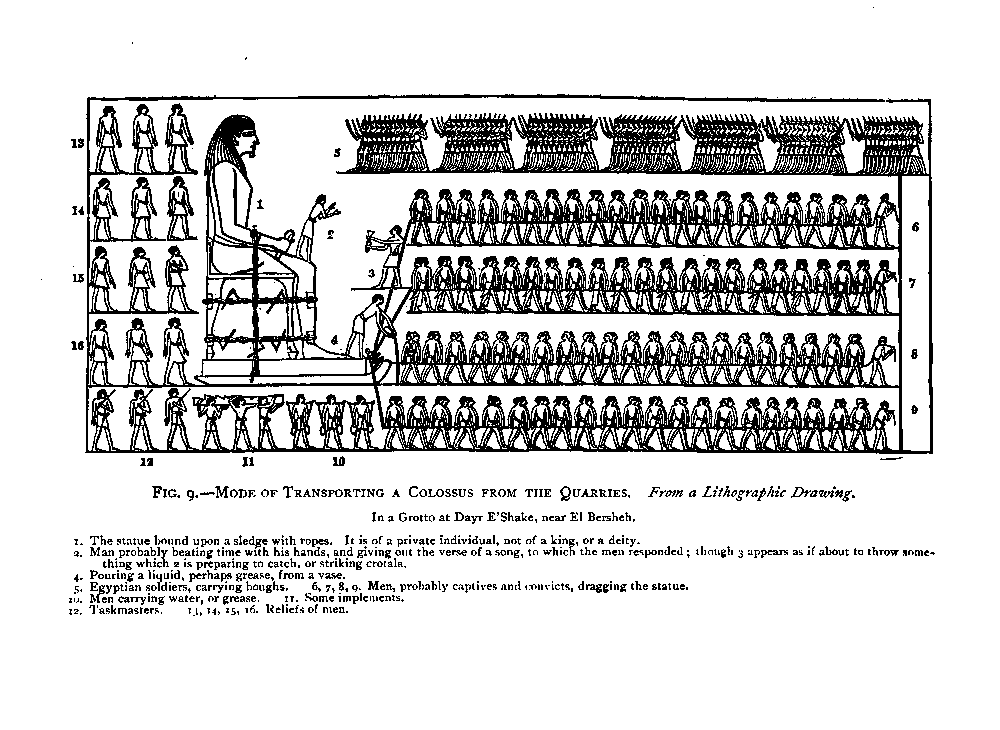 13
5
14
1
2
6
3
15
7
16
4
8
9
12
11
10
FIG. 9.—MODE OF TRANSPORTING A COLOSSUS FROM THE QUARRIES. From a Lithographic Drawing.
In a Grotto at Dayr E'Shake, near El Bersheh.
1. The statue bound upon a sledge with ropes. It is of a private individual, not of a king, or a deity.
2. Man probably beating time with his hands, and giving out the verse of a song, to which the men responded; though 3 appears as if about to throw some-
thing which 2 is preparing to catch, or striking crotala.
4. Pouring a liquid, perhaps grease, from a vase.
5. Egyptian soldiers, carrying boughs. 6, 7, 8, 9. Men, probably captives and convicts, dragging the statue.
10. Men carrying water, or grease. 11. Some implements.
12. Taskmasters. 13, 14, 15, 16. Reliefs of men.